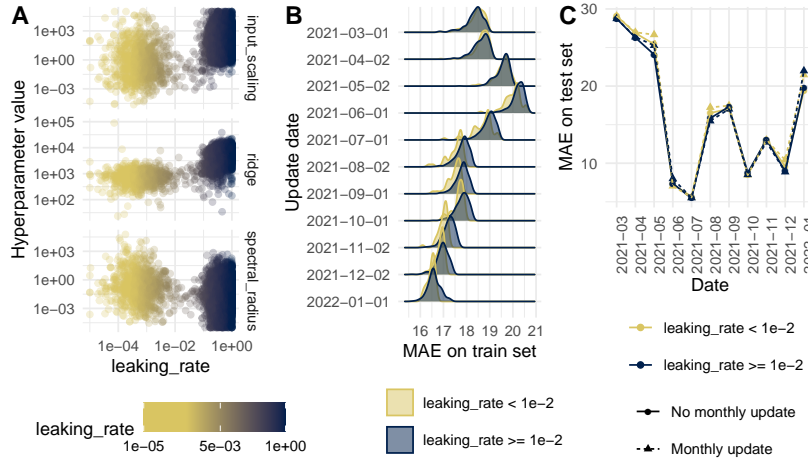 A
Hyperparameter value
1e+03
1e+00
1e−03
input_scaling
1e+05
1e+04
1e+03
1e+02
ridge
1e+03
1e+00
1e−03
spectral_radius
1e−04
1e−02
1e+00
leaking_rate
leaking_rate
1e−05
5e−03
1e+00
B
Update date
2021−03−01
2021−04−02
2021−05−02
2021−06−01
2021−07−01
2021−08−02
2021−09−01
2021−10−01
2021−11−02
2021−12−02
2022−01−01
16 17 18 19 20 21
MAE on train set
leaking_rate < 1e−2
leaking_rate >= 1e−2
C
MAE on test set
30
20
10
2021−03
2021−04
2021−05
2021−06
2021−07
2021−08
2021−09
2021−10
2021−11
2021−12
2022−01
Date
leaking_rate < 1e−2
leaking_rate >= 1e−2
No monthly update
Monthly update